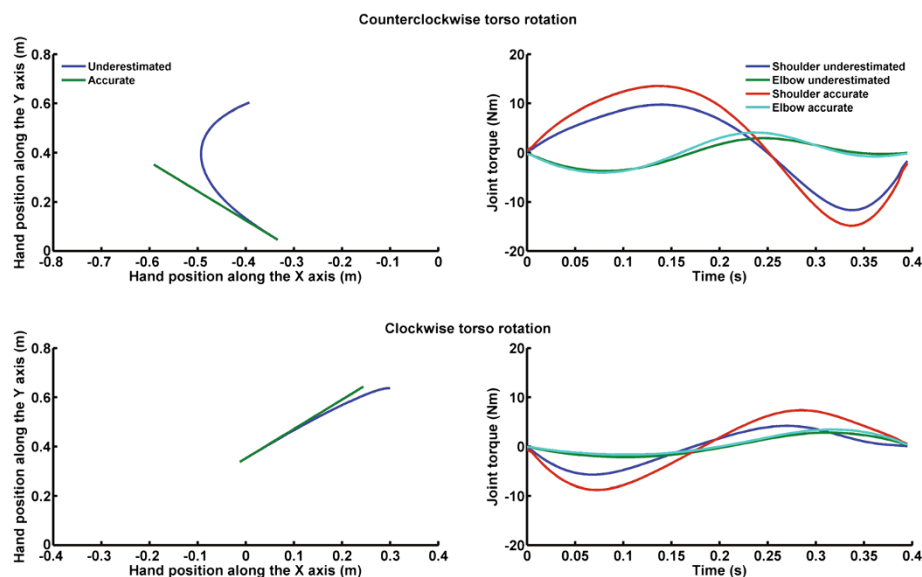 Counterclockwise torso rotation
Hand position along the Y axis (m)
0.8
0.6
0.4
0.2
0
Underestimated
Accurate
-0.8 -0.7 -0.6 -0.5 -0.4 -0.3 -0.2 -0.1 0
Hand position along the X axis (m)
Joint torque (Nm)
20
10
0
-10
-20
Shoulder underestimated
Elbow underestimated
Shoulder accurate
Elbow accurate
0 0.05 0.1 0.15 0.2 0.25 0.3 0.35 0.4
Time (s)
Clockwise torso rotation
Hand position along the Y axis (m)
0.8
0.6
0.4
0.2
0
-0.4 -0.3 -0.2 -0.1 0 0.1 0.2 0.3 0.4
Hand position along the X axis (m)
Joint torque (Nm)
20
10
0
-10
-20
0 0.05 0.1 0.15 0.2 0.25 0.3 0.35 0.4
Time (s)